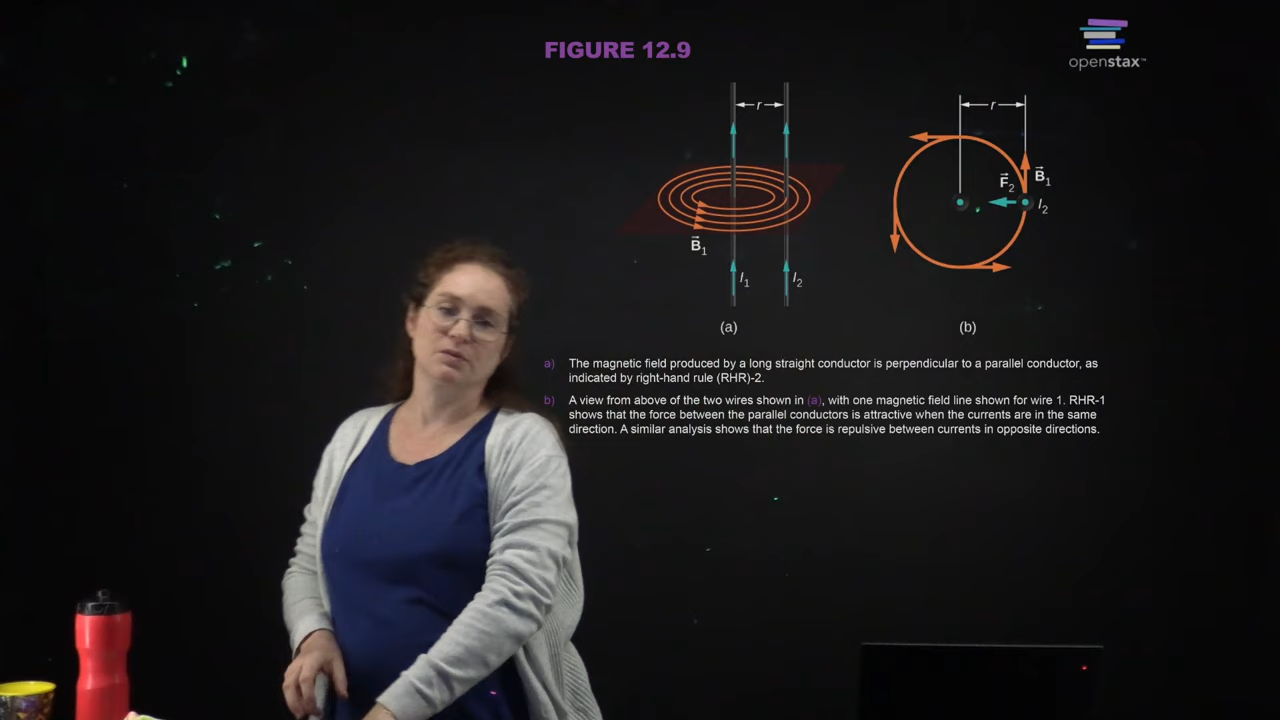 FIGURE 12.9
openstax™
r
r
B⃗1
F⃗2
I2
B⃗1
I1
I2
(a)
(b)
a) The magnetic field produced by a long straight conductor is perpendicular to a parallel conductor, as
indicated by right-hand rule (RHR)-2.
b) A view from above of the two wires shown in (a), with one magnetic field line shown for wire 1. RHR-1
shows that the force between the parallel conductors is attractive when the currents are in the same
direction. A similar analysis shows that the force is repulsive between currents in opposite directions.